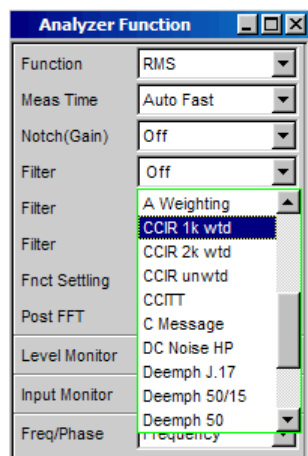 Analyzer Function
Function RMS
Meas Time Auto Fast
Notch(Gain) Off
Filter Off
Filter A Weighting
CCIR 1k wtd
Filter CCIR 2k wtd
CCIR unwtd
Fnct Settling CCITT
Post FFT C Message
DC Noise HP
Level Monitor Deemph J.17
Input Monitor Deemph 50/15
Deemph 50
Freq/Phase Frequency